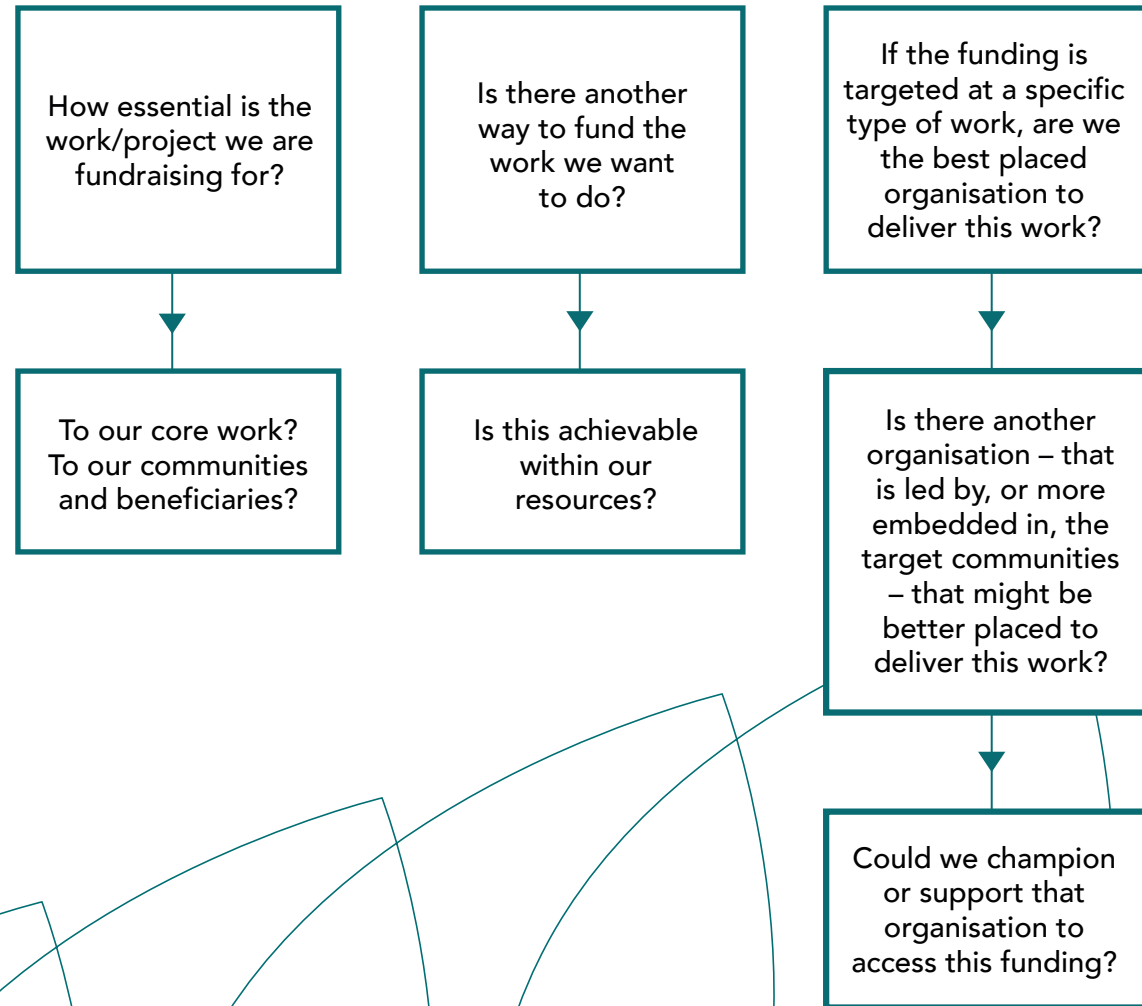 How essential is the
work/project we are
fundraising for?
To our core work?
To our communities
and beneficiaries?
Is there another
way to fund the
work we want
to do?
Is this achievable
within our
resources?
If the funding is
targeted at a specific
type of work, are we
the best placed
organisation to
deliver this work?
Is there another
organisation – that
is led by, or more
embedded in, the
target communities
– that might be
better placed to
deliver this work?
Could we champion
or support that
organisation to
access this funding?